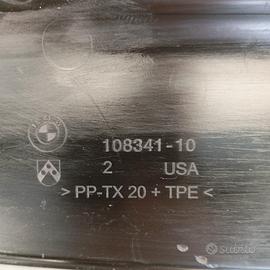 108341-10
2 USA
> PP-TX 20 + TPE <
subito